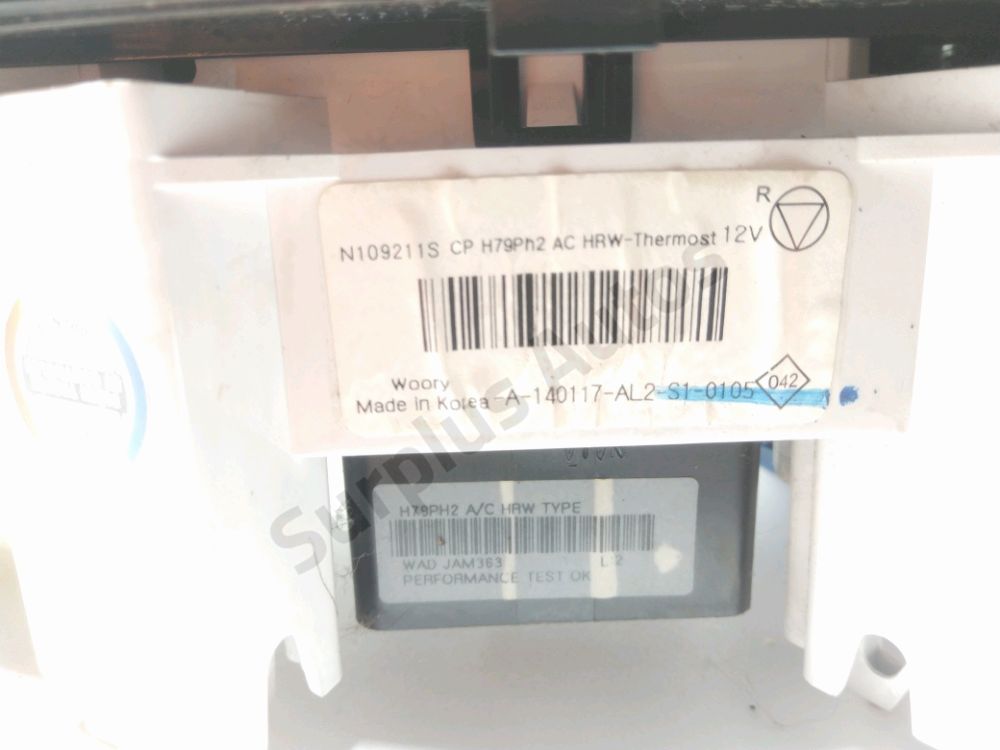 R
N109211S CP H79Ph2 AC HRW-Thermost 12V
Woory
042
Made in Korea -A-140117-AL2-S1-0105
H79PH2 A/C HRW TYPE
WAD JAM363
PERFORMANCE TEST OK
Surplus Autos